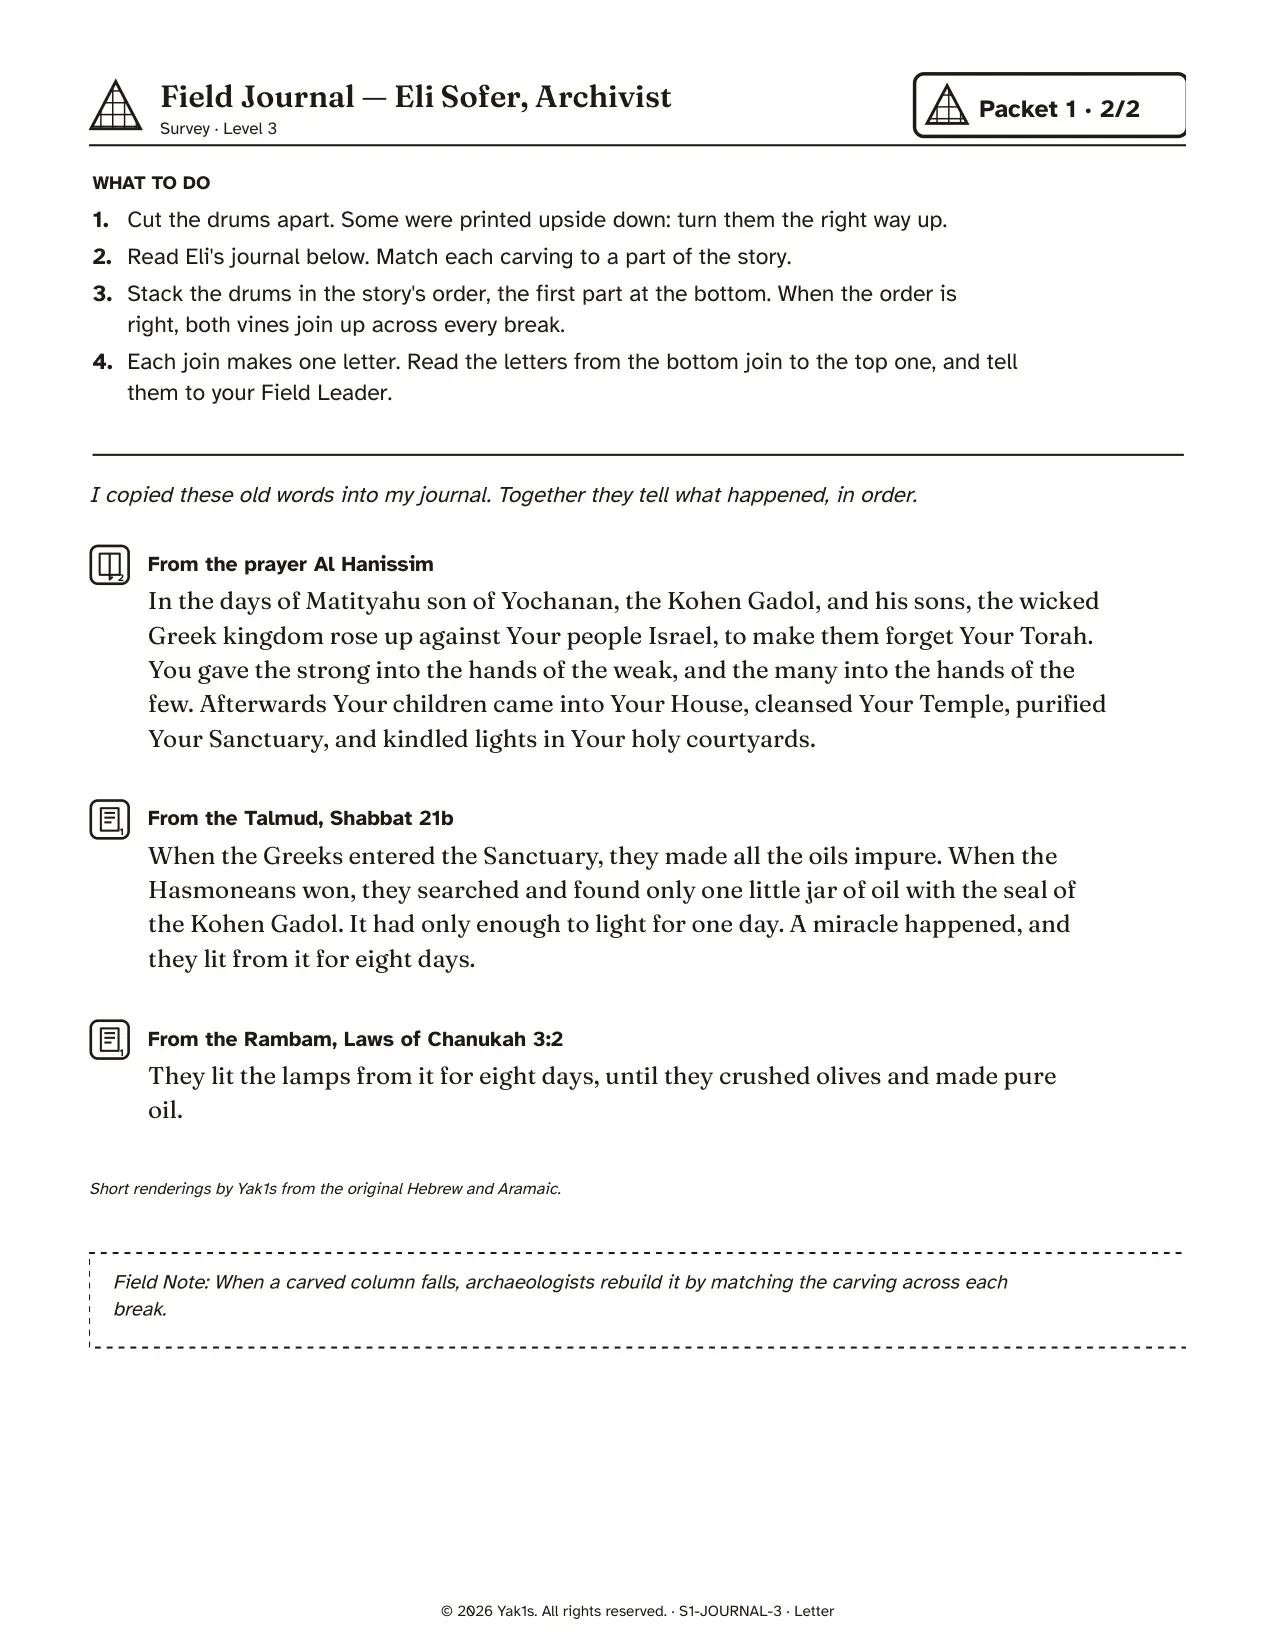 Field Journal — Eli Sofer, Archivist
Survey · Level 3
Packet 1 · 2/2
WHAT TO DO
1. Cut the drums apart. Some were printed upside down: turn them the right way up.
2. Read Eli's journal below. Match each carving to a part of the story.
3. Stack the drums in the story's order, the first part at the bottom. When the order is
right, both vines join up across every break.
4. Each join makes one letter. Read the letters from the bottom join to the top one, and tell
them to your Field Leader.
I copied these old words into my journal. Together they tell what happened, in order.
2
From the prayer Al Hanissim
In the days of Matityahu son of Yochanan, the Kohen Gadol, and his sons, the wicked
Greek kingdom rose up against Your people Israel, to make them forget Your Torah.
You gave the strong into the hands of the weak, and the many into the hands of the
few. Afterwards Your children came into Your House, cleansed Your Temple, purified
Your Sanctuary, and kindled lights in Your holy courtyards.
1
From the Talmud, Shabbat 21b
When the Greeks entered the Sanctuary, they made all the oils impure. When the
Hasmoneans won, they searched and found only one little jar of oil with the seal of
the Kohen Gadol. It had only enough to light for one day. A miracle happened, and
they lit from it for eight days.
1
From the Rambam, Laws of Chanukah 3:2
They lit the lamps from it for eight days, until they crushed olives and made pure
oil.
Short renderings by Yak1s from the original Hebrew and Aramaic.
Field Note: When a carved column falls, archaeologists rebuild it by matching the carving across each
break.
© 2026 Yak1s. All rights reserved. · S1-JOURNAL-3 · Letter